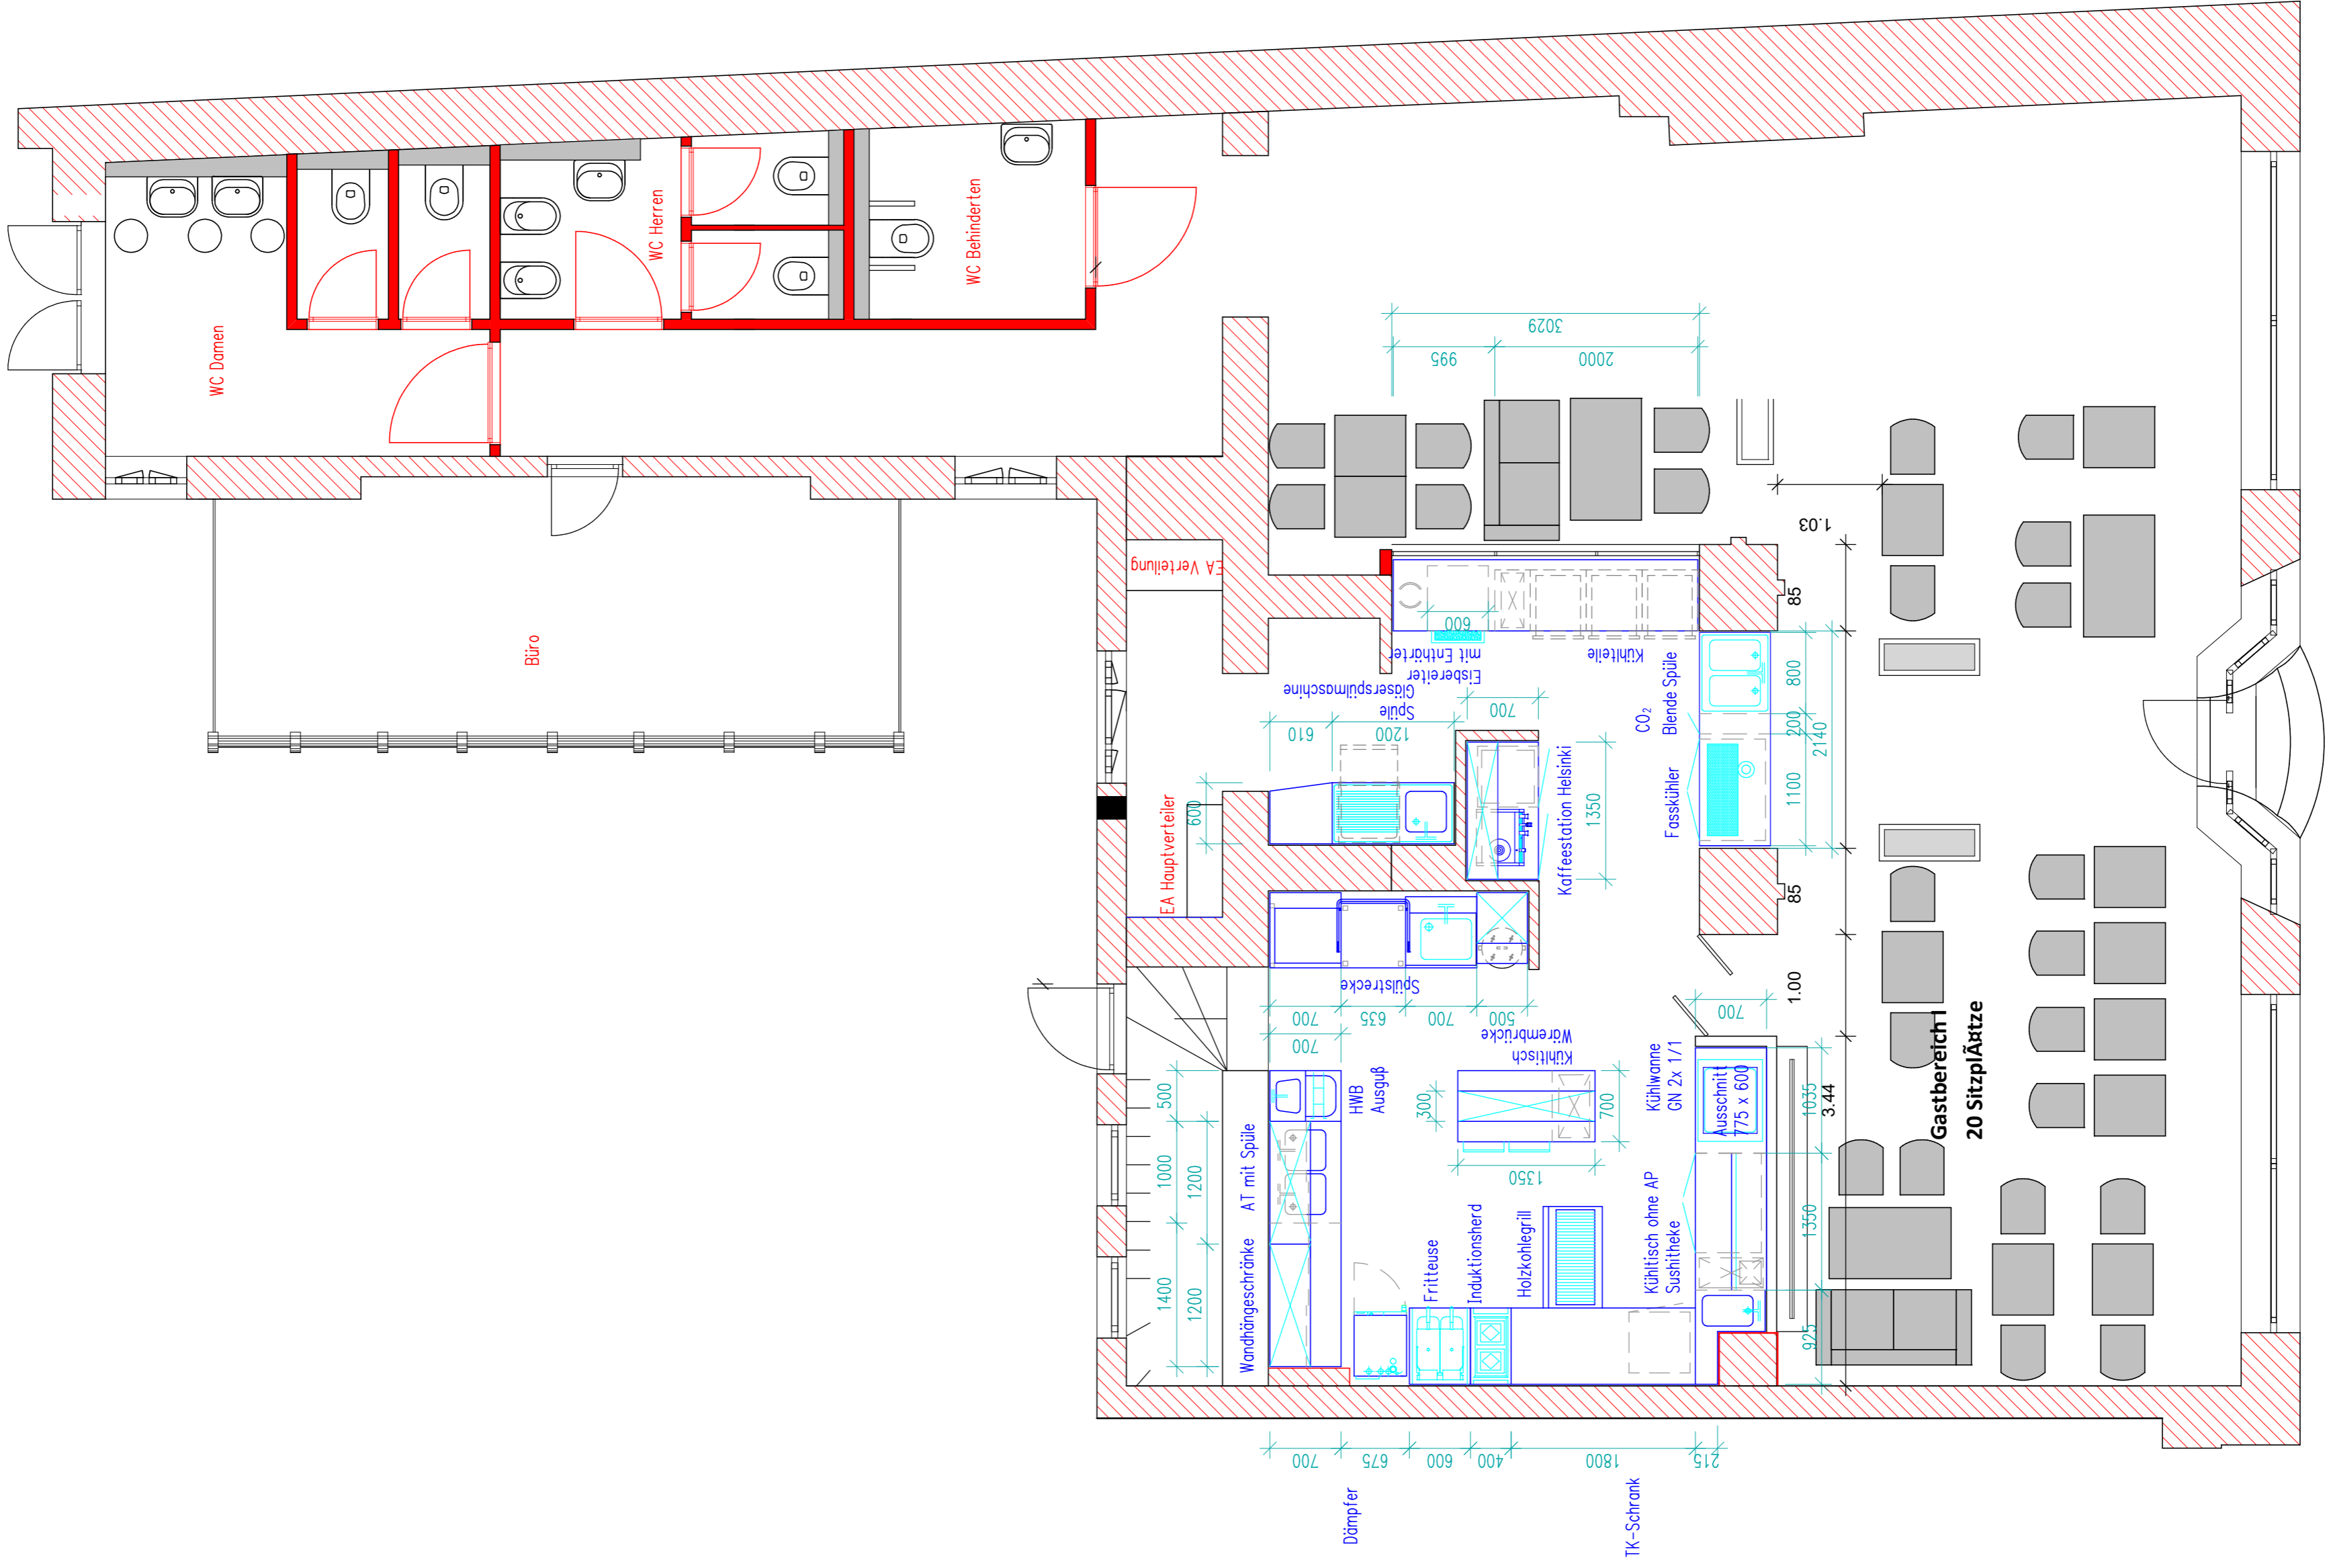 WC Damen
WC Herren
WC Behinderten
Büro
EA Verteilung
EA Hauptverteiler
3029
995
2000
1.03
85
600
Eisbereiter
mit Enthärter
Kühlteile
Spüle
Gläserspülmaschine
610
1200
700
600
CO2
Blende Spüle
800
200
2140
1100
Fasskühler
Kaffeestation Helsinki
1350
85
1.00
Spülstrecke
700
635
700
500
700
Kühltisch
Wärembrücke
700
HWB
Ausguß
300
700
1350
Kühlwanne
GN 2x 1/1
Ausschnitt
775 x 600
1035
3.44
Gastbereich I
20 SitzplÃ¤tze
500
1000
1200
1400
1200
AT mit Spüle
Wandhängeschränke
Fritteuse
Induktionsherd
Holzkohlegrill
Kühltisch ohne AP
Sushitheke
1350
925
700
675
600
400
1800
215
Dämpfer
TK-Schrank